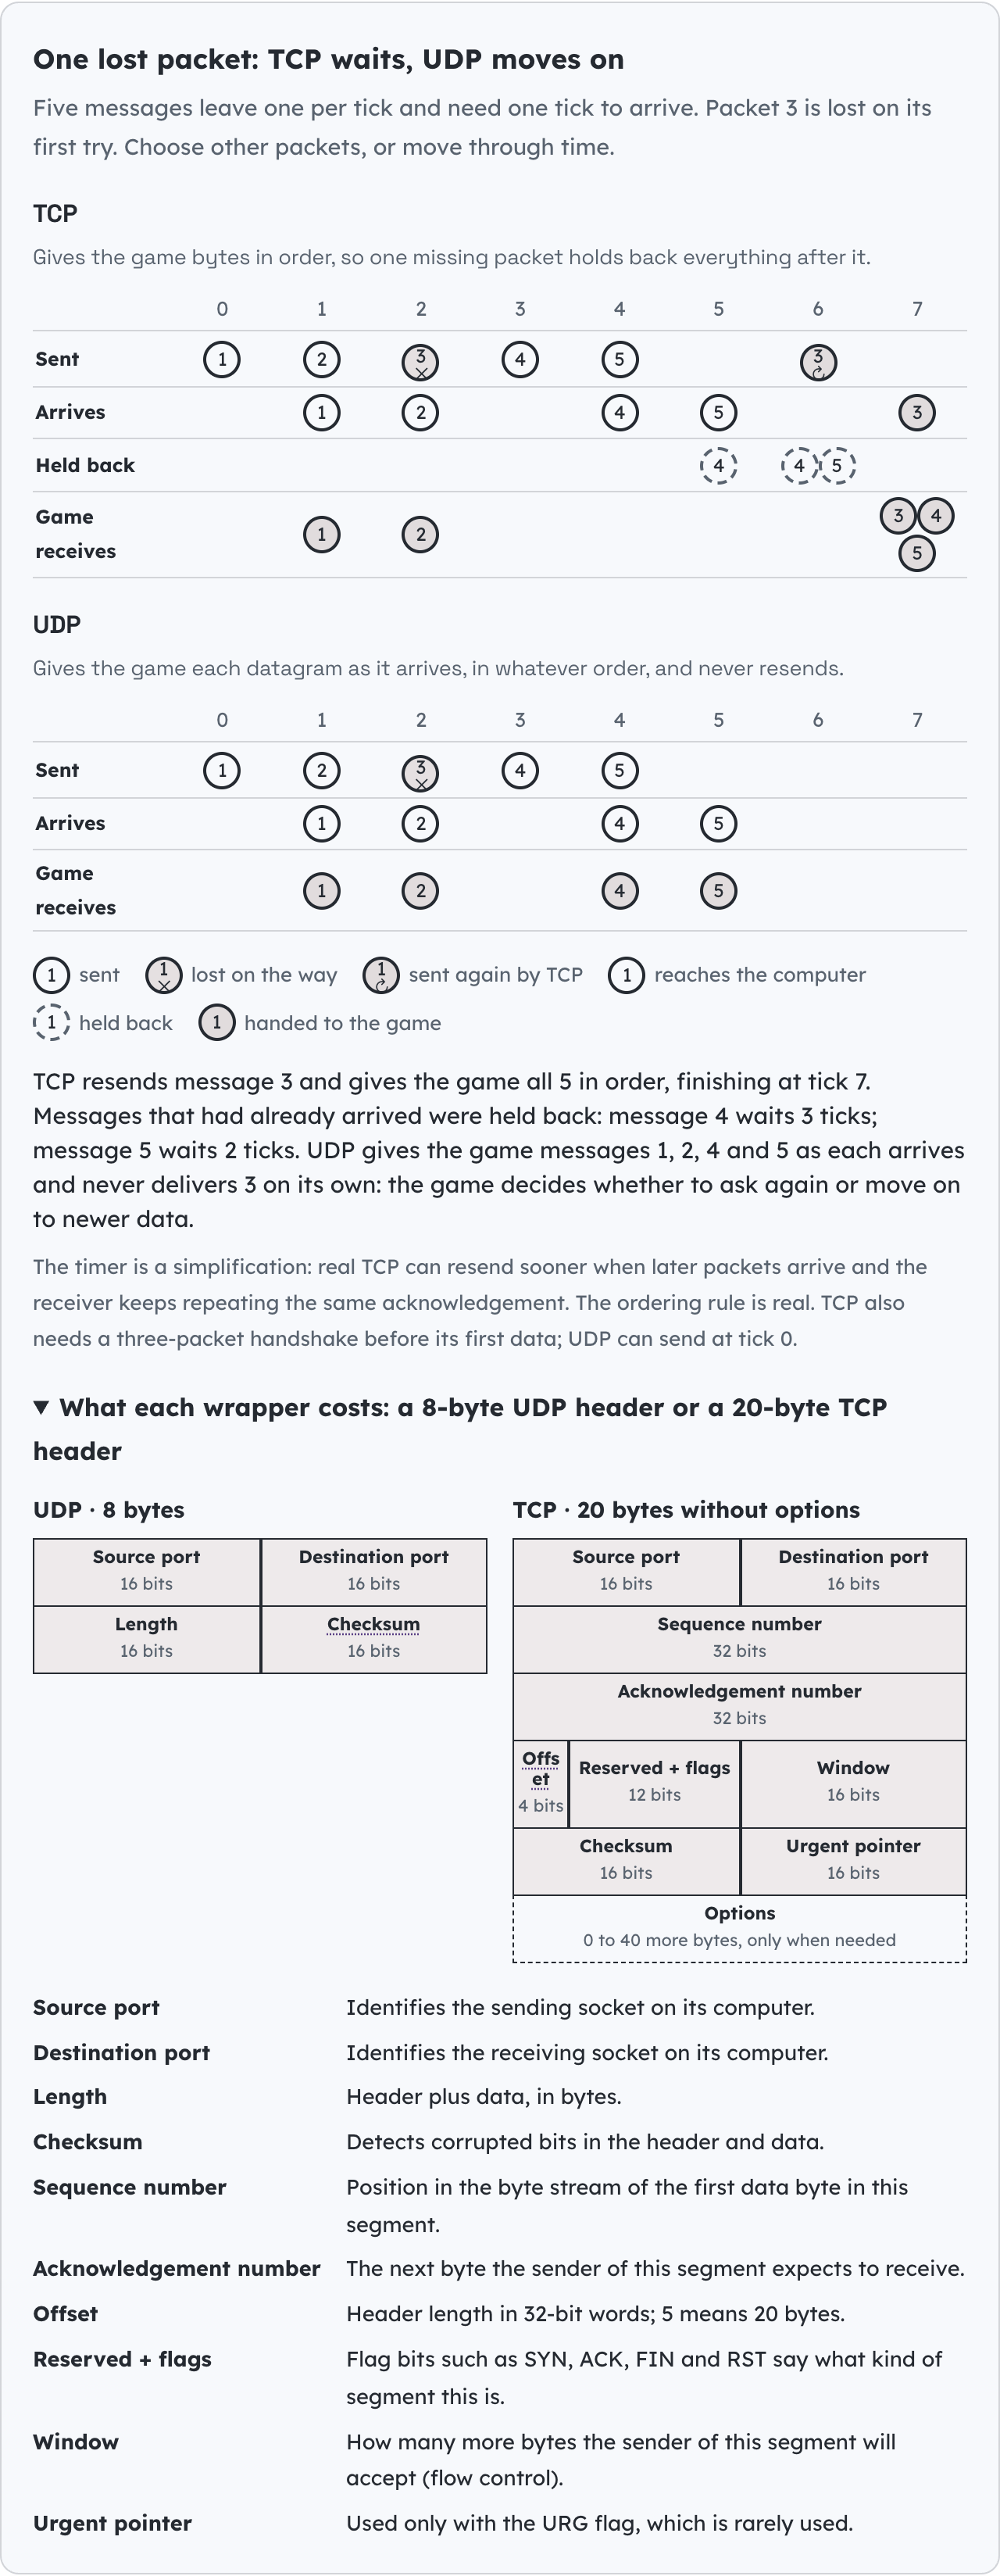 One lost packet: TCP waits, UDP moves on
Five messages leave one per tick and need one tick to arrive. Packet 3 is lost on its
first try. Choose other packets, or move through time.
TCP
Gives the game bytes in order, so one missing packet holds back everything after it.
0 1 2 3 4 5 6 7
Sent 1 2 3 × 4 5 3 ↻
Arrives 1 2 4 5 3
Held back 4 4 5
Game
receives 1 2 3 4
5
UDP
Gives the game each datagram as it arrives, in whatever order, and never resends.
0 1 2 3 4 5 6 7
Sent 1 2 3 × 4 5
Arrives 1 2 4 5
Game
receives 1 2 4 5
1 sent 1 × lost on the way 1 ↻ sent again by TCP 1 reaches the computer
1 held back 1 handed to the game
TCP resends message 3 and gives the game all 5 in order, finishing at tick 7.
Messages that had already arrived were held back: message 4 waits 3 ticks;
message 5 waits 2 ticks. UDP gives the game messages 1, 2, 4 and 5 as each arrives
and never delivers 3 on its own: the game decides whether to ask again or move on
to newer data.
The timer is a simplification: real TCP can resend sooner when later packets arrive and the
receiver keeps repeating the same acknowledgement. The ordering rule is real. TCP also
needs a three-packet handshake before its first data; UDP can send at tick 0.
▼ What each wrapper costs: a 8-byte UDP header or a 20-byte TCP
header
UDP · 8 bytes
Source port Destination port
16 bits 16 bits
Length Checksum
16 bits 16 bits
TCP · 20 bytes without options
Source port Destination port
16 bits 16 bits
Sequence number
32 bits
Acknowledgement number
32 bits
Offs
et
4 bits
Reserved + flags
12 bits
Window
16 bits
Checksum Urgent pointer
16 bits 16 bits
Options
0 to 40 more bytes, only when needed
Source port Identifies the sending socket on its computer.
Destination port Identifies the receiving socket on its computer.
Length Header plus data, in bytes.
Checksum Detects corrupted bits in the header and data.
Sequence number Position in the byte stream of the first data byte in this
segment.
Acknowledgement number The next byte the sender of this segment expects to receive.
Offset Header length in 32-bit words; 5 means 20 bytes.
Reserved + flags Flag bits such as SYN, ACK, FIN and RST say what kind of
segment this is.
Window How many more bytes the sender of this segment will
accept (flow control).
Urgent pointer Used only with the URG flag, which is rarely used.